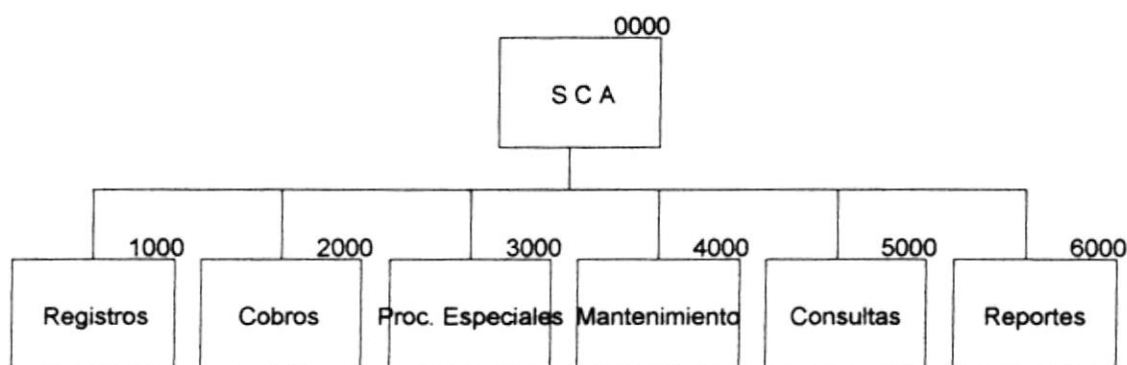 0000
S C A
1000 2000 3000 4000 5000 6000
Registros Cobros Proc. Especiales Mantenimiento Consultas Reportes